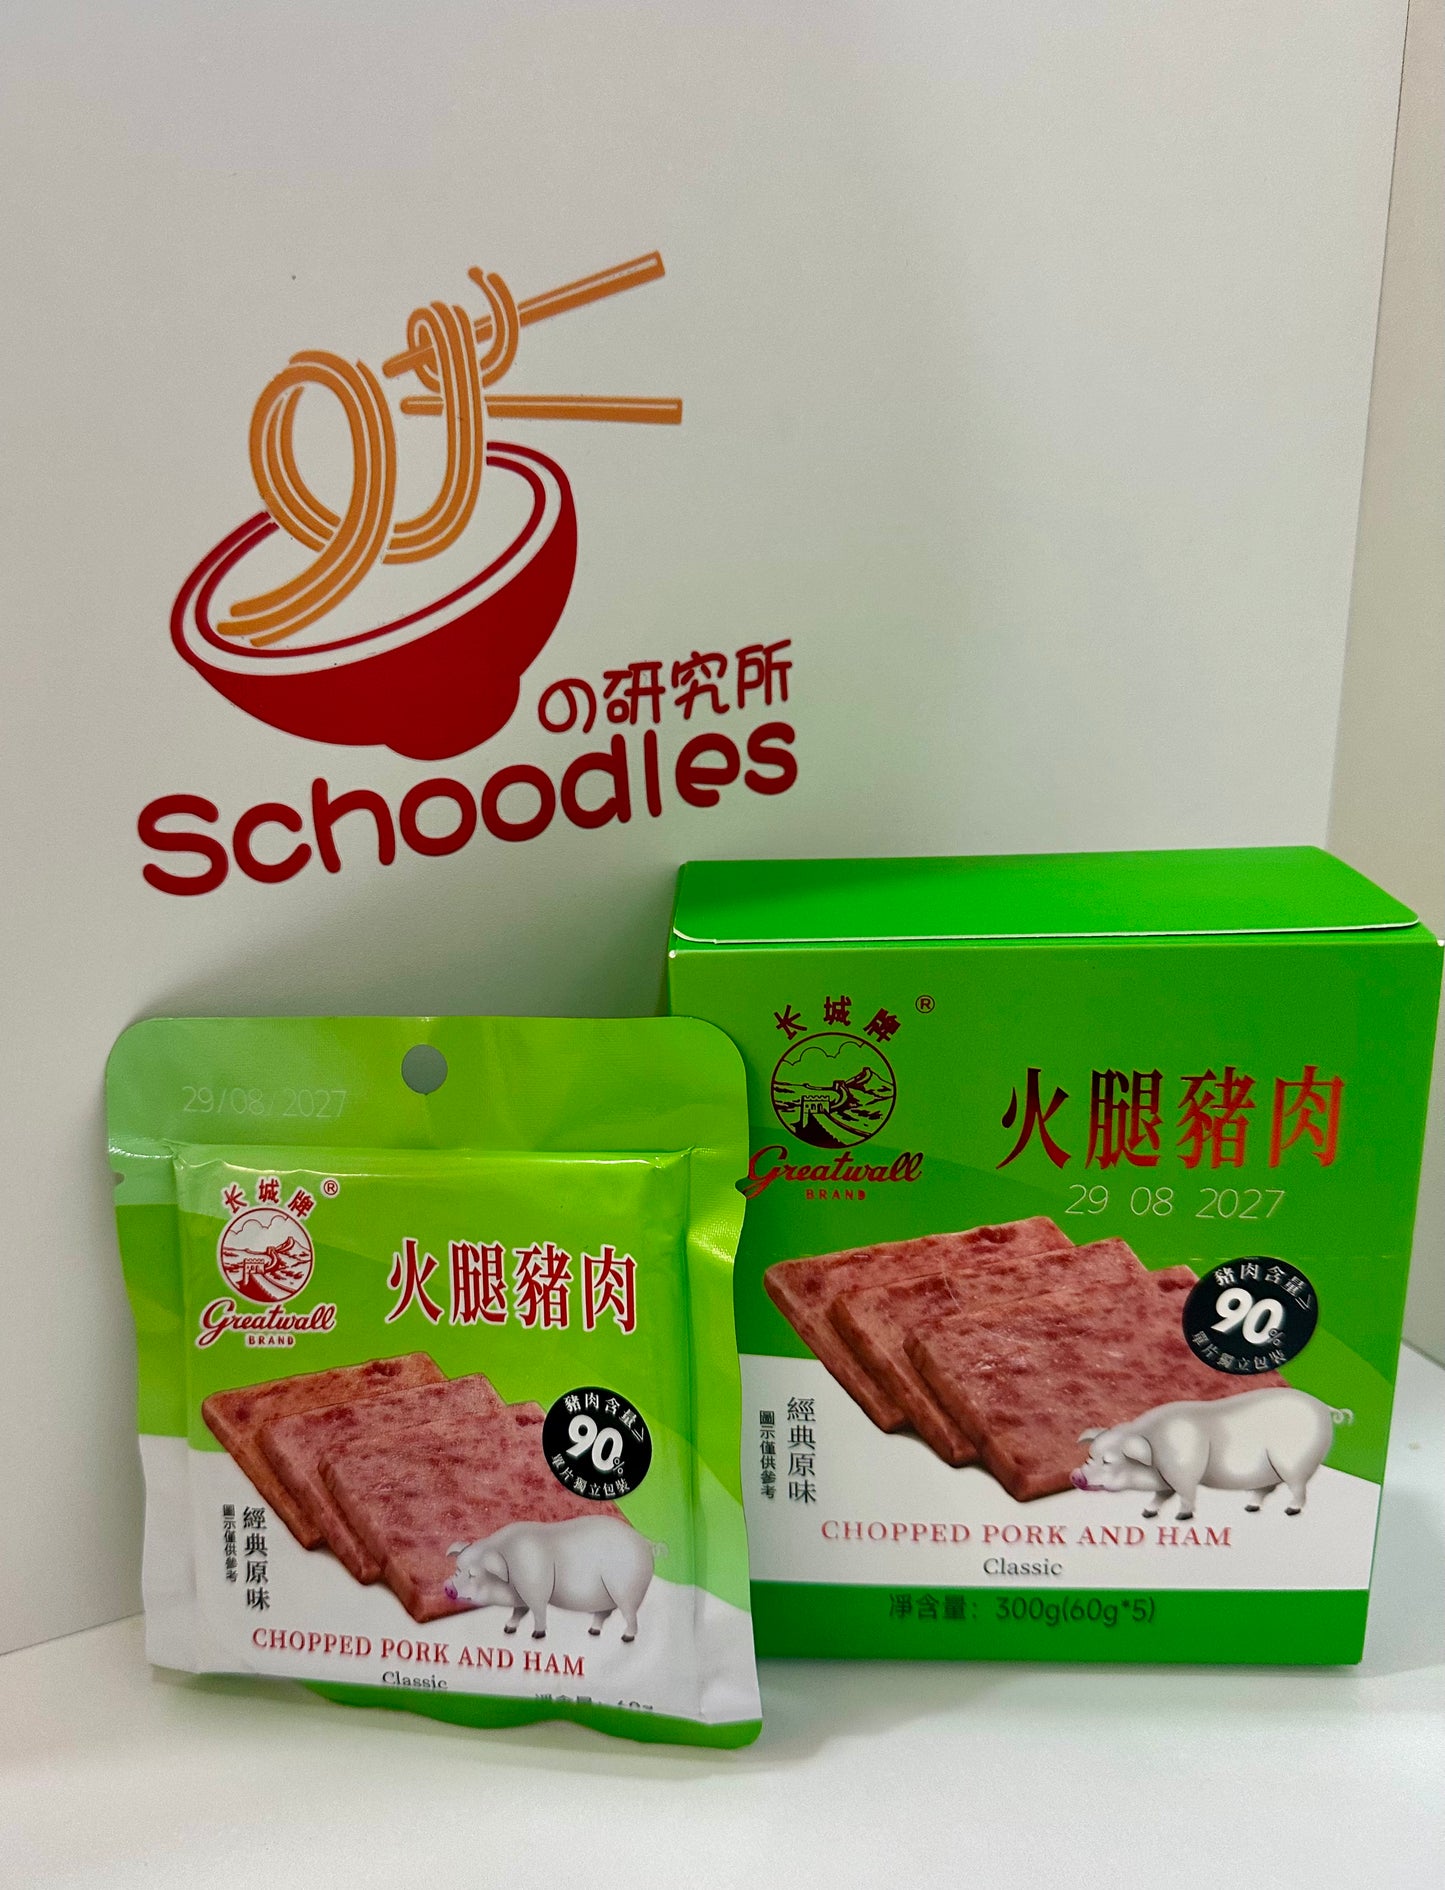 の研究所
Schoodles
29/08/2027
长城牌®
Greatwall
BRAND
火腿豬肉
豬肉含量≥
90%
單片獨立包裝
經典原味
圖示僅供參考
CHOPPED PORK AND HAM
Classic
淨含量: 60g
长城牌®
Greatwall
BRAND
火腿豬肉
29 08 2027
豬肉含量≥
90%
單片獨立包裝
經典原味
圖示僅供參考
CHOPPED PORK AND HAM
Classic
淨含量: 300g(60g*5)